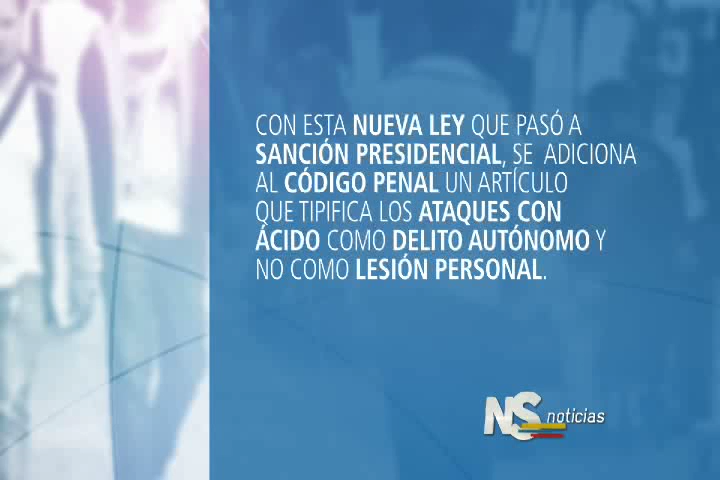 CON ESTA NUEVA LEY QUE PASÓ A
SANCIÓN PRESIDENCIAL, SE ADICIONA
AL CÓDIGO PENAL UN ARTÍCULO
QUE TIPIFICA LOS ATAQUES CON
ÁCIDO COMO DELITO AUTÓNOMO Y
NO COMO LESIÓN PERSONAL.
NS noticias